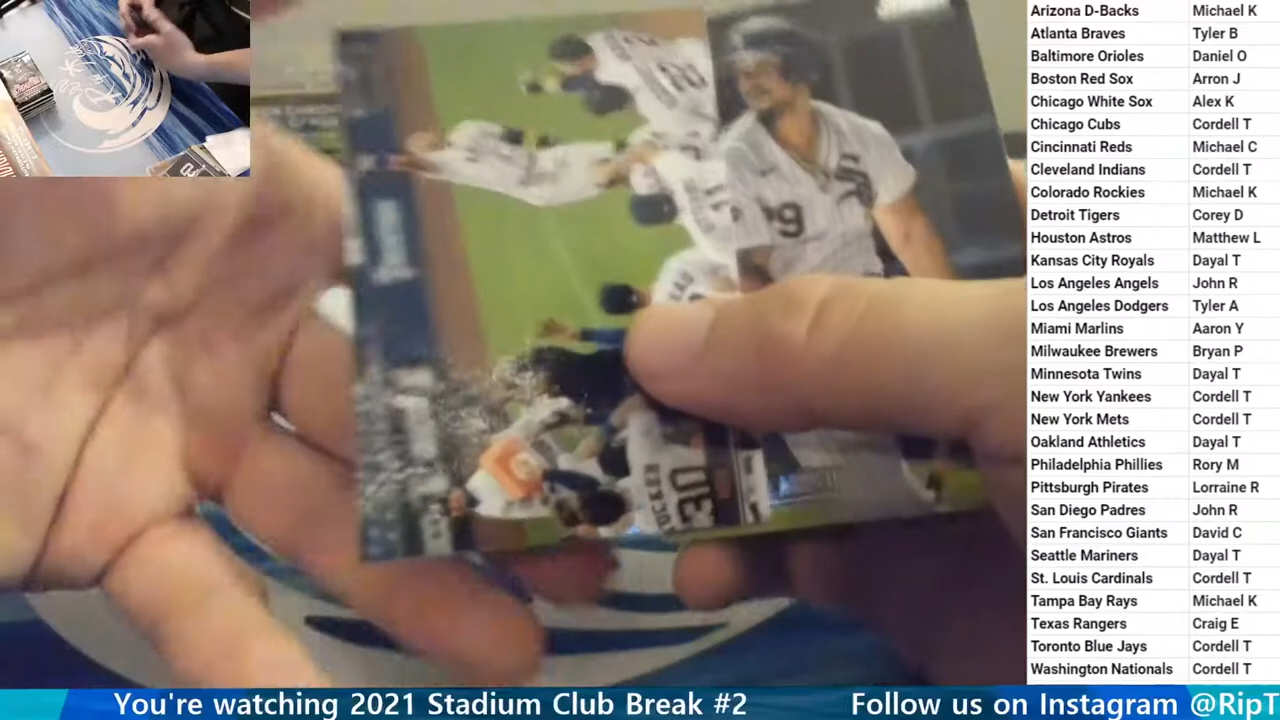 Arizona D-Backs Michael K
Atlanta Braves Tyler B
Baltimore Orioles Daniel O
Boston Red Sox Arron J
Chicago White Sox Alex K
Chicago Cubs Cordell T
Cincinnati Reds Michael C
Cleveland Indians Cordell T
Colorado Rockies Michael K
Detroit Tigers Corey D
Houston Astros Matthew L
Kansas City Royals Dayal T
Los Angeles Angels John R
Los Angeles Dodgers Tyler A
Miami Marlins Aaron Y
Milwaukee Brewers Bryan P
Minnesota Twins Dayal T
New York Yankees Cordell T
New York Mets Cordell T
Oakland Athletics Dayal T
Philadelphia Phillies Rory M
Pittsburgh Pirates Lorraine R
San Diego Padres John R
San Francisco Giants David C
Seattle Mariners Dayal T
St. Louis Cardinals Cordell T
Tampa Bay Rays Michael K
Texas Rangers Craig E
Toronto Blue Jays Cordell T
Washington Nationals Cordell T
30
You're watching 2021 Stadium Club Break #2 Follow us on Instagram @RipT